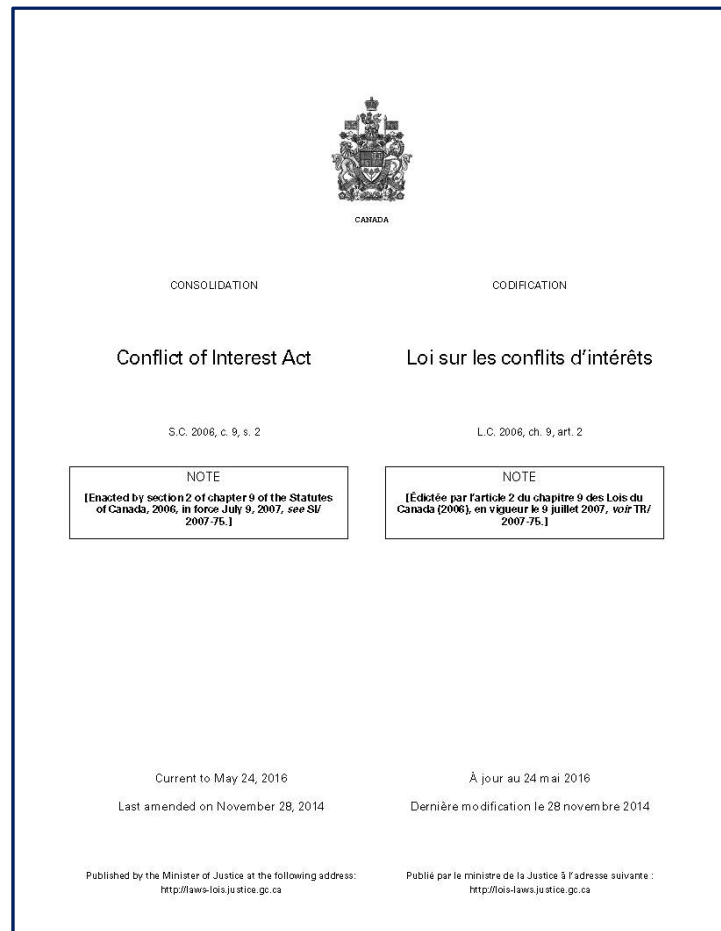 CANADA
CONSOLIDATION
Conflict of Interest Act
S.C. 2006, c. 9, s. 2
NOTE
[Enacted by section 2 of chapter 9 of the Statutes
of Canada, 2006, in force July 9, 2007, see SI/
2007-75.]
Current to May 24, 2016
Last amended on November 28, 2014
Published by the Minister of Justice at the following address:
http://laws-lois.justice.gc.ca
CODIFICATION
Loi sur les conflits d'intérêts
L.C. 2006, ch. 9, art. 2
NOTE
[Édictée par l'article 2 du chapitre 9 des Lois du
Canada (2006), en vigueur le 9 juillet 2007, voir TR/
2007-75.]
À jour au 24 mai 2016
Dernière modification le 28 novembre 2014
Publié par le ministre de la Justice à l'adresse suivante :
http://lois-laws.justice.gc.ca